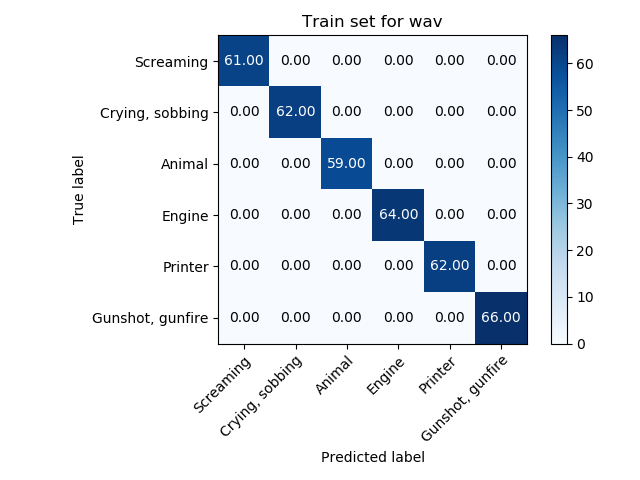 Train set for wav
True label
Screaming 61.00 0.00 0.00 0.00 0.00 0.00
Crying, sobbing 0.00 62.00 0.00 0.00 0.00 0.00
Animal 0.00 0.00 59.00 0.00 0.00 0.00
Engine 0.00 0.00 0.00 64.00 0.00 0.00
Printer 0.00 0.00 0.00 0.00 62.00 0.00
Gunshot, gunfire 0.00 0.00 0.00 0.00 0.00 66.00
Screaming
Crying, sobbing
Animal
Engine
Printer
Gunshot, gunfire
Predicted label
60
50
40
30
20
10
0